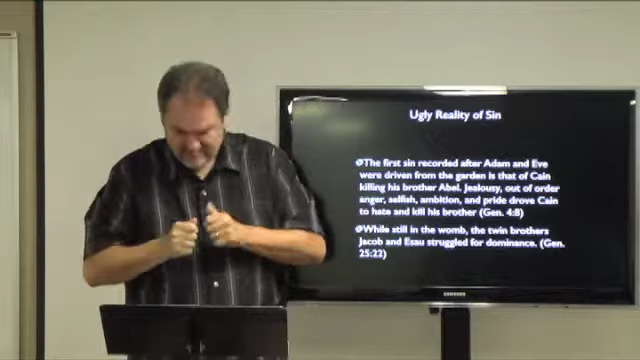 Ugly Reality of Sin
The first sin recorded after Adam and Eve
were driven from the garden is that of Cain
killing his brother Abel. Jealousy, out of order
anger, selfish, ambition, and pride drove Cain
to hate and kill his brother (Gen. 4:8)
While still in the womb, the twin brothers
Jacob and Esau struggled for dominance. (Gen.
25:22)
SAMSUNG